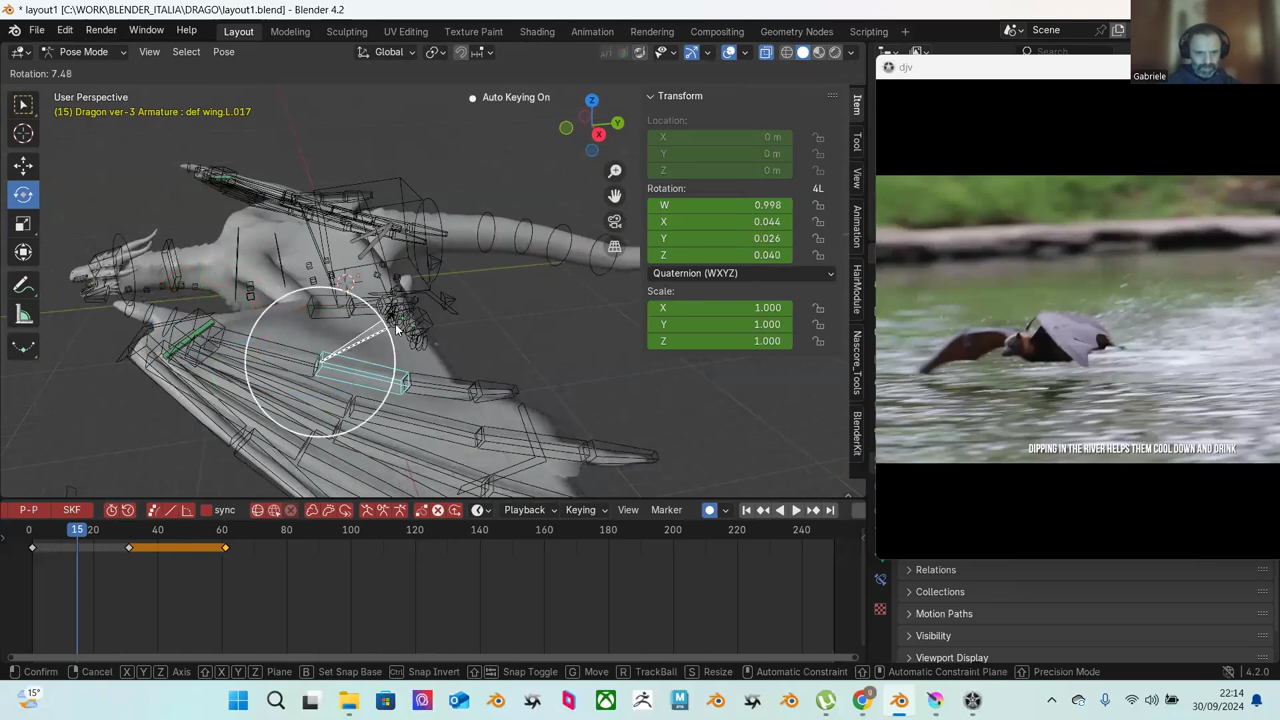 * layout1 [C:\WORK\BLENDER_ITALIA\DRAGO\layout1.blend] - Blender 4.2
File Edit Render Window Help Layout Modeling Sculpting UV Editing Texture Paint Shading Animation Rendering Compositing Geometry Nodes Scripting Scene
Pose Mode View Select Pose Global Search
Rotation: 7.48 djv
Gabriele
User Perspective
(15) Dragon ver-3 Armature : def wing.L.017
Auto Keying On
Z
Y
X
Transform
Location:
X 0 m
Y 0 m
Z 0 m
Rotation: 4L
W 0.998
X 0.044
Y 0.026
Z 0.040
Quaternion (WXYZ)
Scale:
X 1.000
Y 1.000
Z 1.000
Item
Tool
View
Animation
HairModule
Nascore_Tools
BlenderKit
DIPPING IN THE RIVER HELPS THEM COOL DOWN AND DRINK
P-P SKF sync Playback Keying View Marker
0 15 20 40 60 80 100 120 140 160 180 200 220 240
Relations
Collections
Motion Paths
Visibility
Viewport Display
Confirm Cancel X Y Z Axis X Y Z Plane B Set Snap Base Ctrl Snap Invert Snap Toggle G Move R TrackBall S Resize Automatic Constraint Automatic Constraint Plane Precision Mode 4.2.0
15° 9 22:14
30/09/2024